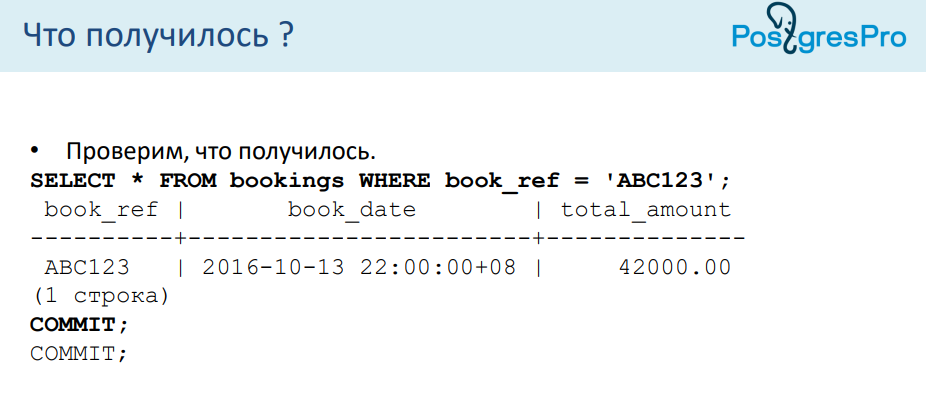 Что получилось ?
PostgresPro
• Проверим, что получилось.
SELECT * FROM bookings WHERE book_ref = 'ABC123';
 book_ref |       book_date        | total_amount
----------+------------------------+--------------
 ABC123   | 2016-10-13 22:00:00+08 |     42000.00
(1 строка)
COMMIT;
COMMIT;